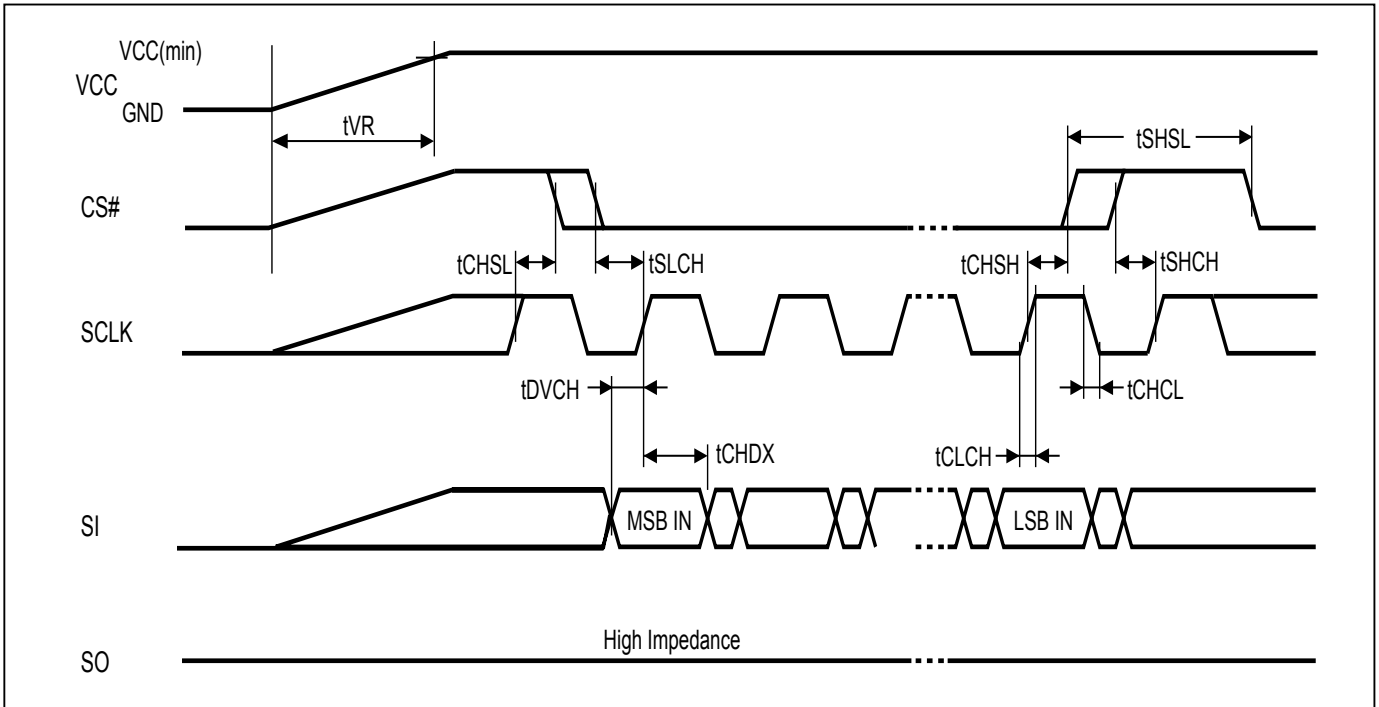 VCC(min)
VCC
GND
tVR
tSHSL
CS#
tCHSL
tSLCH
tCHSH
tSHCH
SCLK
tDVCH
tCHCL
tCHDX
tCLCH
SI
MSB IN
LSB IN
High Impedance
SO